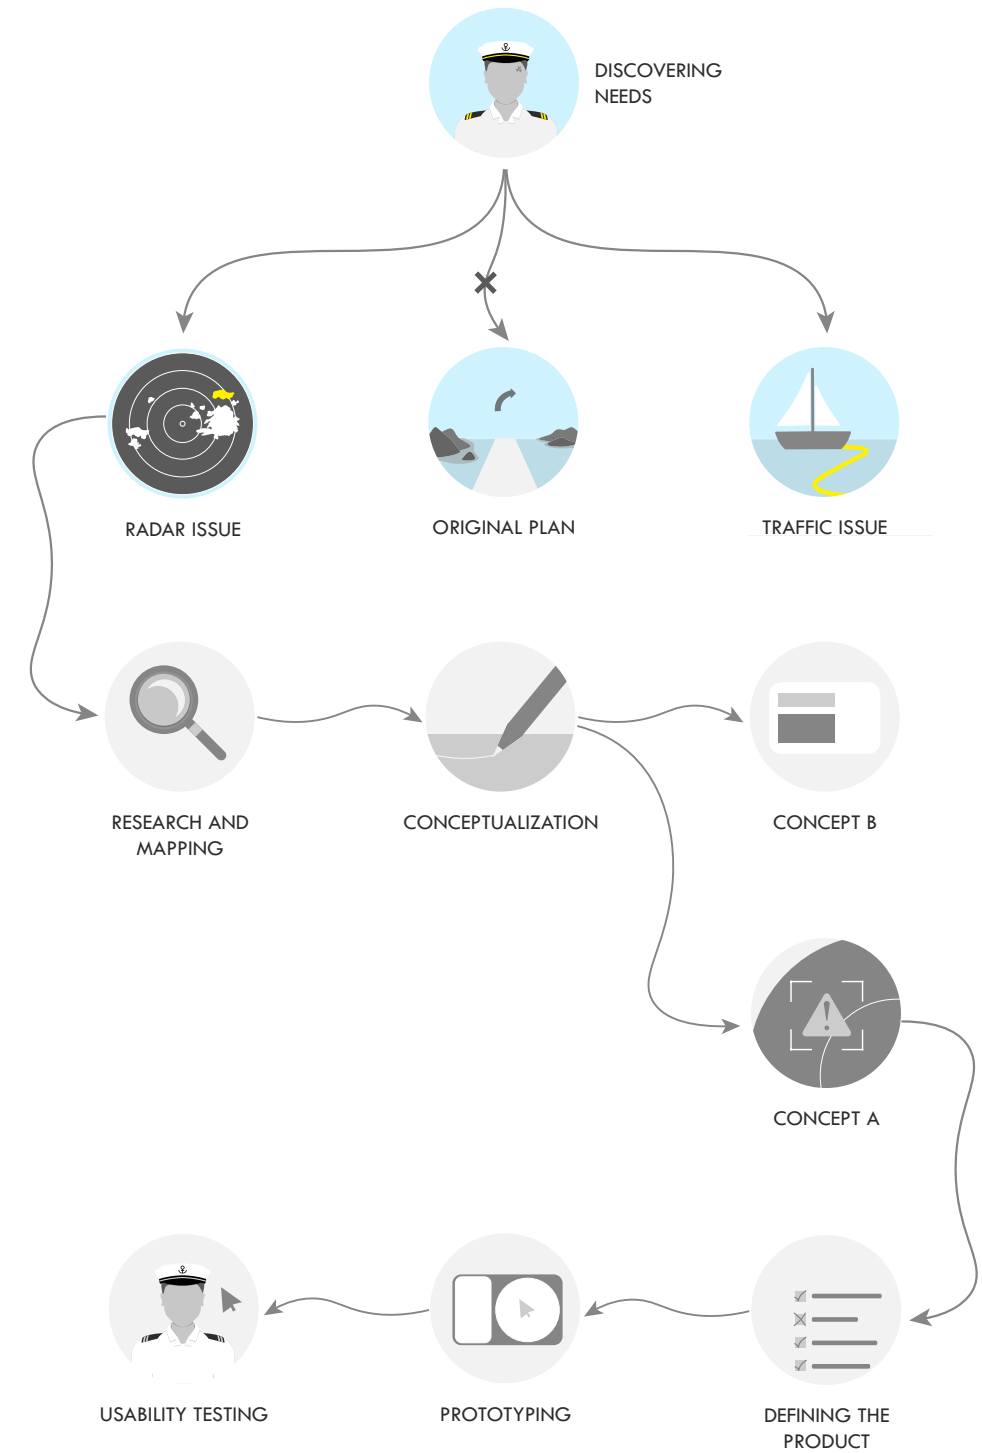 DISCOVERING
NEEDS
RADAR ISSUE
ORIGINAL PLAN
TRAFFIC ISSUE
RESEARCH AND
MAPPING
CONCEPTUALIZATION
CONCEPT B
CONCEPT A
USABILITY TESTING
PROTOTYPING
DEFINING THE
PRODUCT